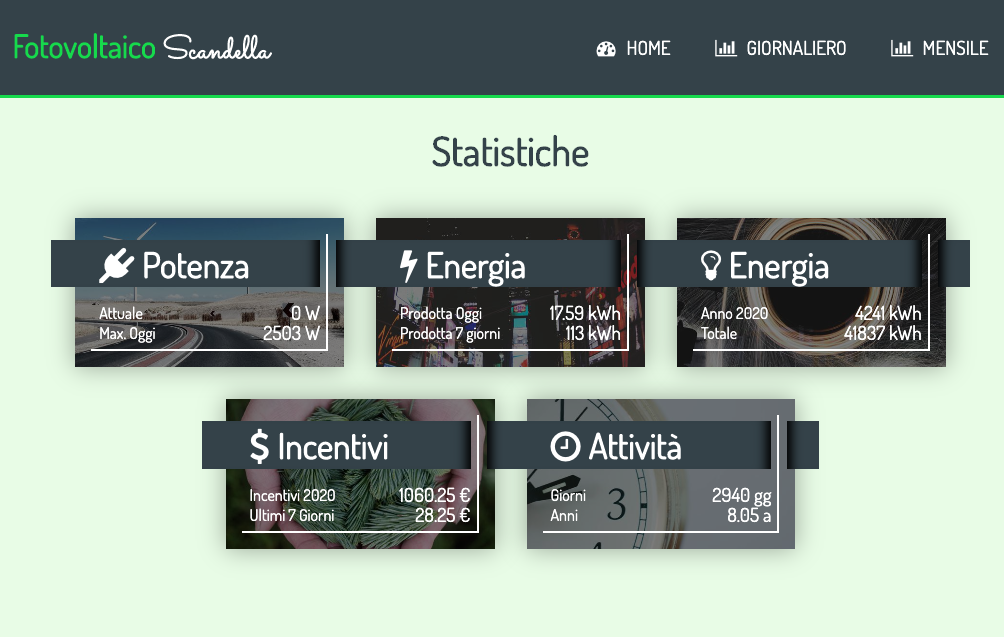 Fotovoltaico Scandella
HOME
GIORNALIERO
MENSILE
Statistiche
Potenza
Attuale 0 W
Max. Oggi 2503 W
Energia
Prodotta Oggi 17.59 kWh
Prodotta 7 giorni 113 kWh
Energia
Anno 2020 4241 kWh
Totale 41837 kWh
Incentivi
Incentivi 2020 1060.25 €
Ultimi 7 Giorni 28.25 €
Attività
Giorni 2940 gg
Anni 8.05 a
3